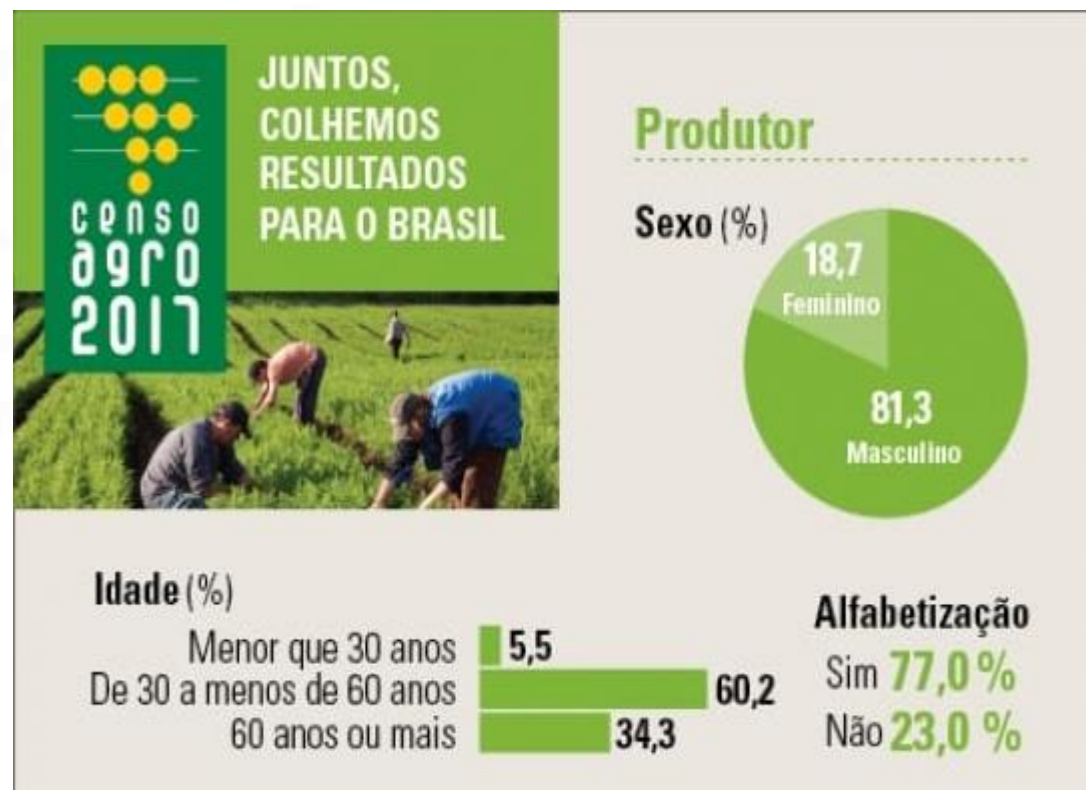 censo
agro
2017
JUNTOS,
COLHEMOS
RESULTADOS
PARA O BRASIL
Produtor
Sexo (%)
18,7
Feminino
81,3
Masculino
Idade (%)
Menor que 30 anos 5,5
De 30 a menos de 60 anos 60,2
60 anos ou mais 34,3
Alfabetização
Sim 77,0%
Não 23,0 %